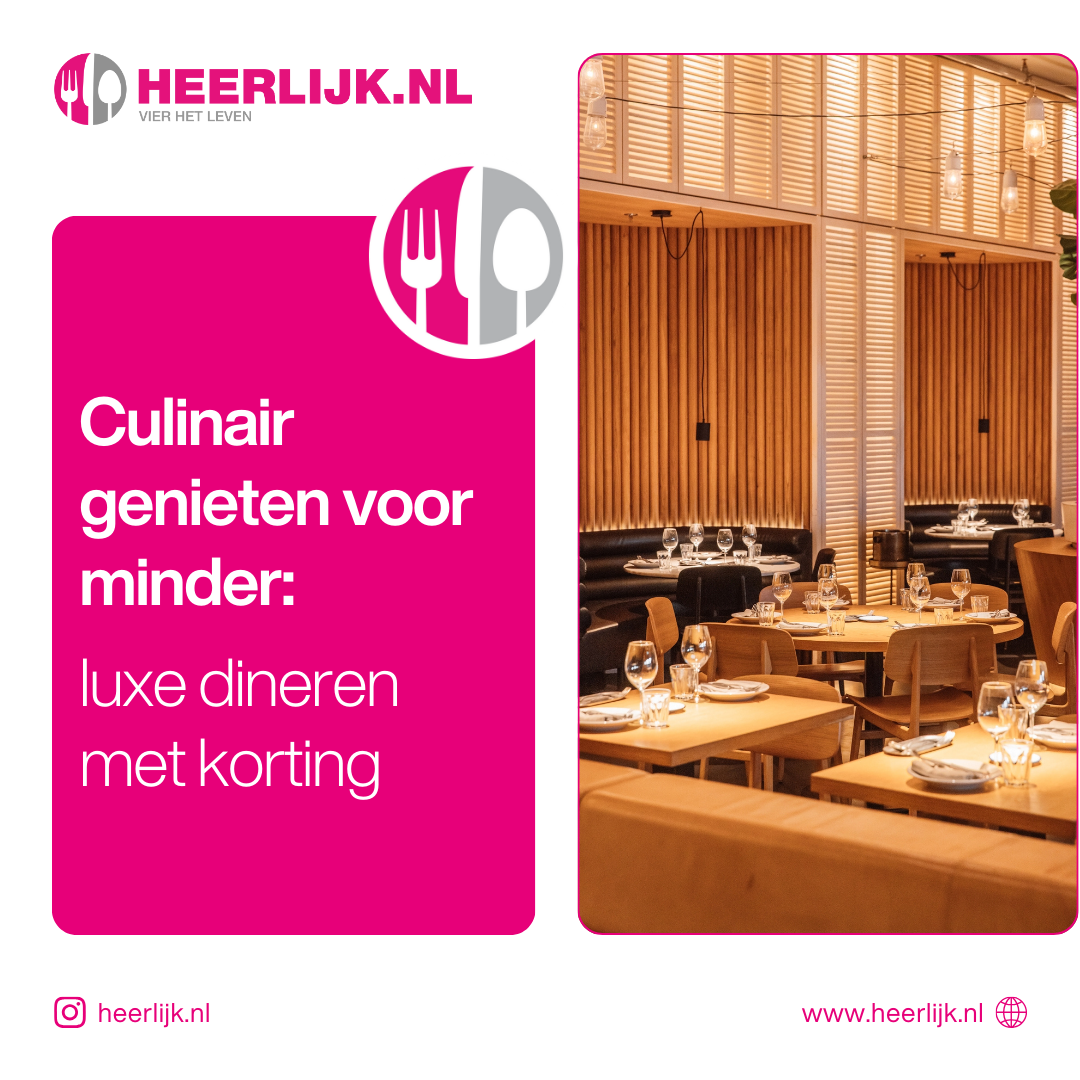 HEERLIJK.NL
VIER HET LEVEN
Culinair
genieten voor
minder:
luxe dineren
met korting
heerlijk.nl
www.heerlijk.nl